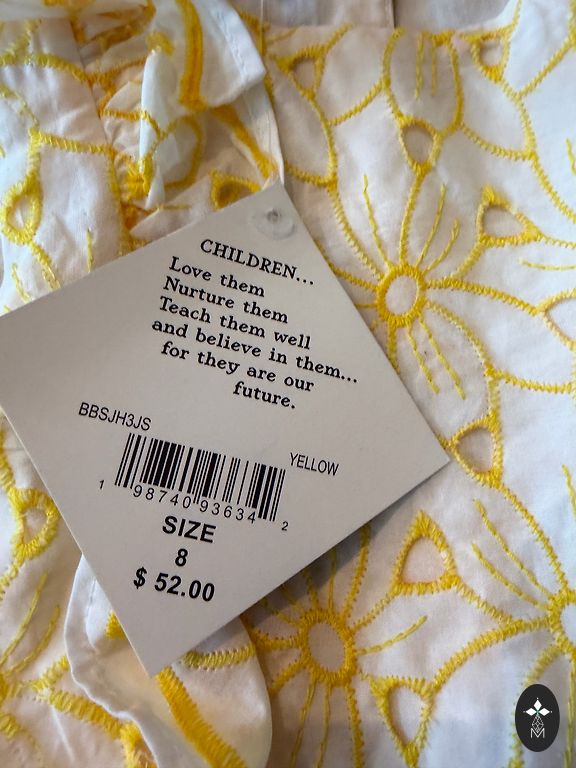 CHILDREN...
Love them
Nurture them
Teach them well
and believe in them...
for they are our
future.
BBSJH3JS
YELLOW
1 98740 93634 2
SIZE
8
$ 52.00
M